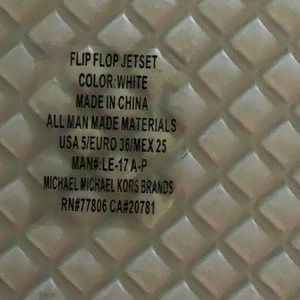 FLIP FLOP JETSET
COLOR:WHITE
MADE IN CHINA
ALL MAN MADE MATERIALS
USA 5/EURO 36/MEX 25
MAN#:LE-17 A-P
MICHAEL MICHAEL KORS BRANDS
RN#77806 CA#20781